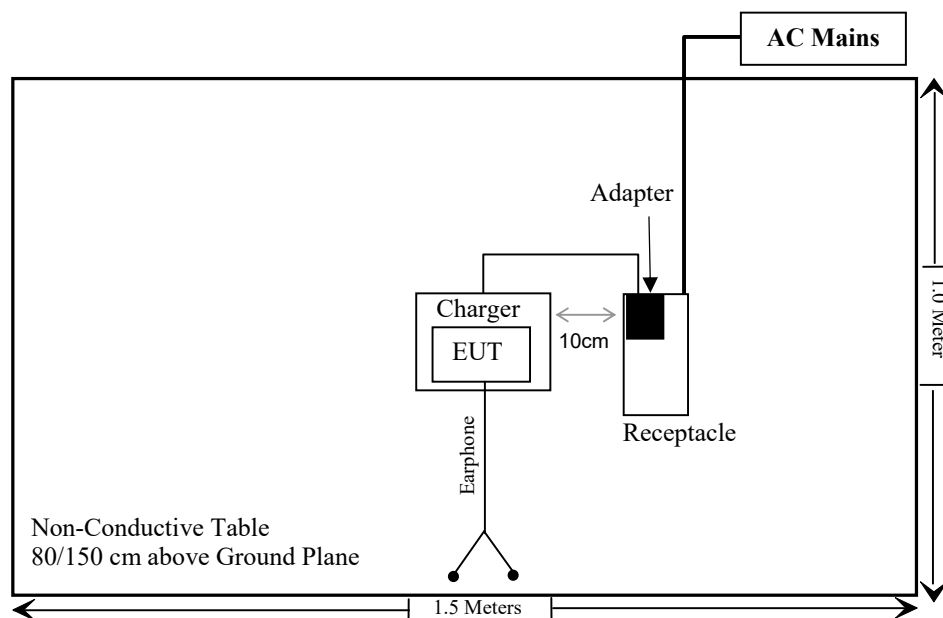 AC Mains
Adapter
Charger
EUT
10cm
Receptacle
Earphone
1.0 Meter
Non-Conductive Table
80/150 cm above Ground Plane
1.5 Meters